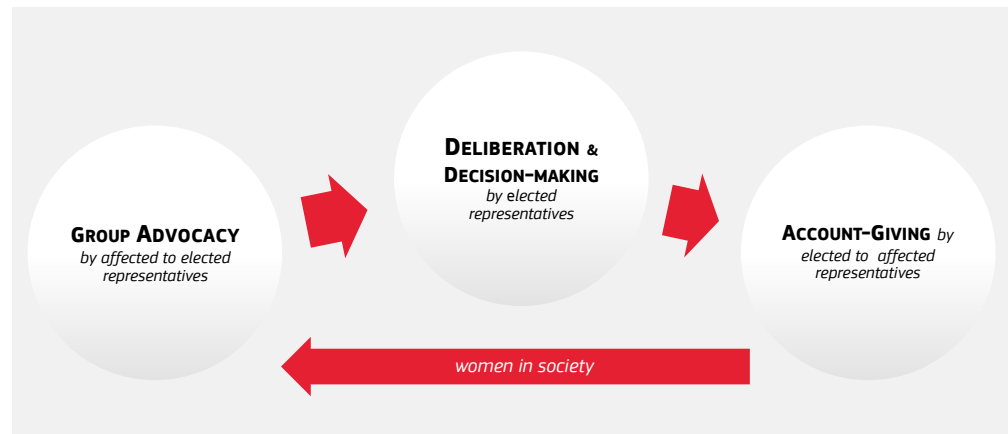 GROUP ADVOCACY
by affected to elected
representatives
DELIBERATION &
DECISION-MAKING
by elected
representatives
ACCOUNT-GIVING by
elected to affected
representatives
women in society